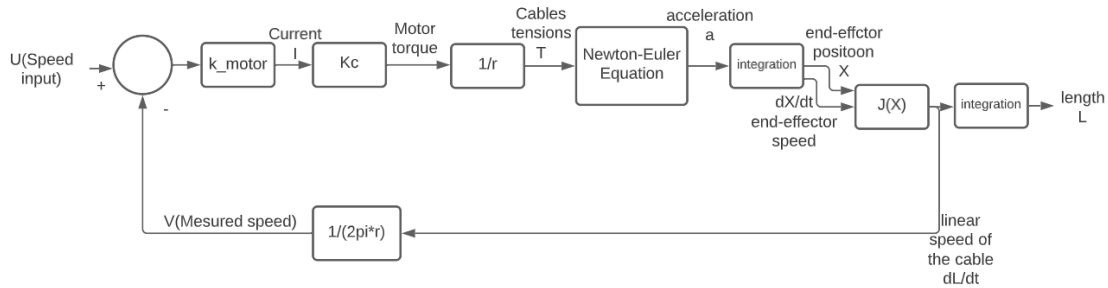 U(Speed
input)
+
-
k_motor
Current
I
Kc
Motor
torque
1/r
Cables
tensions
T
Newton-Euler
Equation
acceleration
a
integration
end-effctor
positoon
X
dX/dt
end-effector
speed
J(X)
integration
length
L
V(Mesured speed)
1/(2pi*r)
linear
speed of
the cable
dL/dt